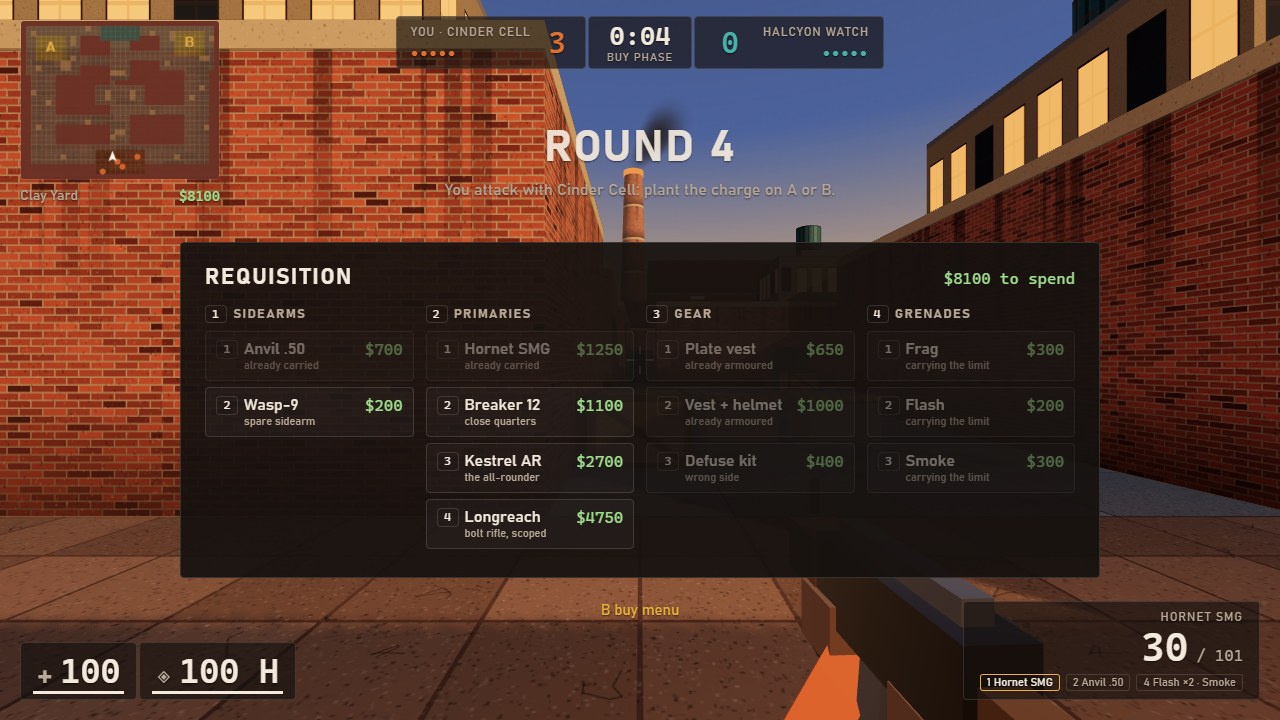 A
B
Clay Yard
$8100
YOU · CINDER CELL
3
0:04
BUY PHASE
0
HALCYON WATCH
ROUND 4
You attack with Cinder Cell: plant the charge on A or B.
REQUISITION
$8100 to spend
1 SIDEARMS
1 Anvil .50 $700
already carried
2 Wasp-9 $200
spare sidearm
2 PRIMARIES
1 Hornet SMG $1250
already carried
2 Breaker 12 $1100
close quarters
3 Kestrel AR $2700
the all-rounder
4 Longreach $4750
bolt rifle, scoped
3 GEAR
1 Plate vest $650
already armoured
2 Vest + helmet $1000
already armoured
3 Defuse kit $400
wrong side
4 GRENADES
1 Frag $300
carrying the limit
2 Flash $200
carrying the limit
3 Smoke $300
carrying the limit
B buy menu
+ 100
100 H
HORNET SMG
30 / 101
1 Hornet SMG
2 Anvil .50
4 Flash ×2 · Smoke